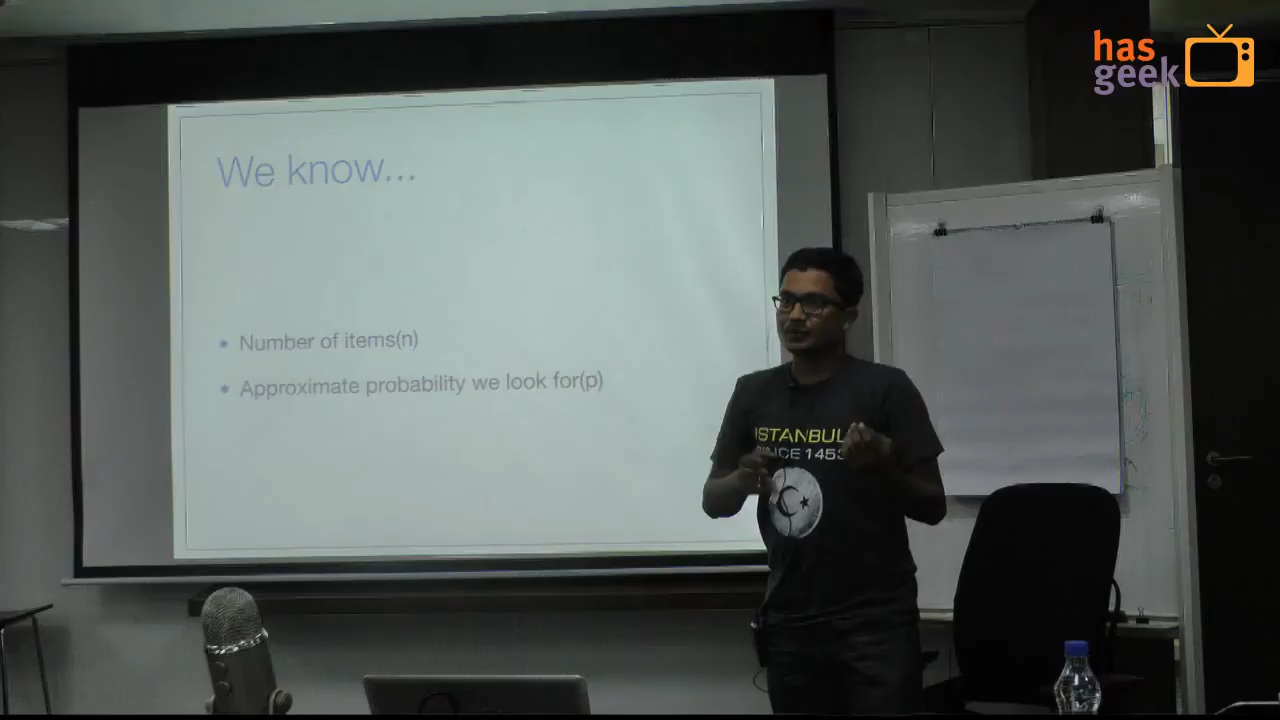 has
geek
We know...
Number of items(n)
Approximate probability we look for(p)
ISTANBUL
SINCE 1453